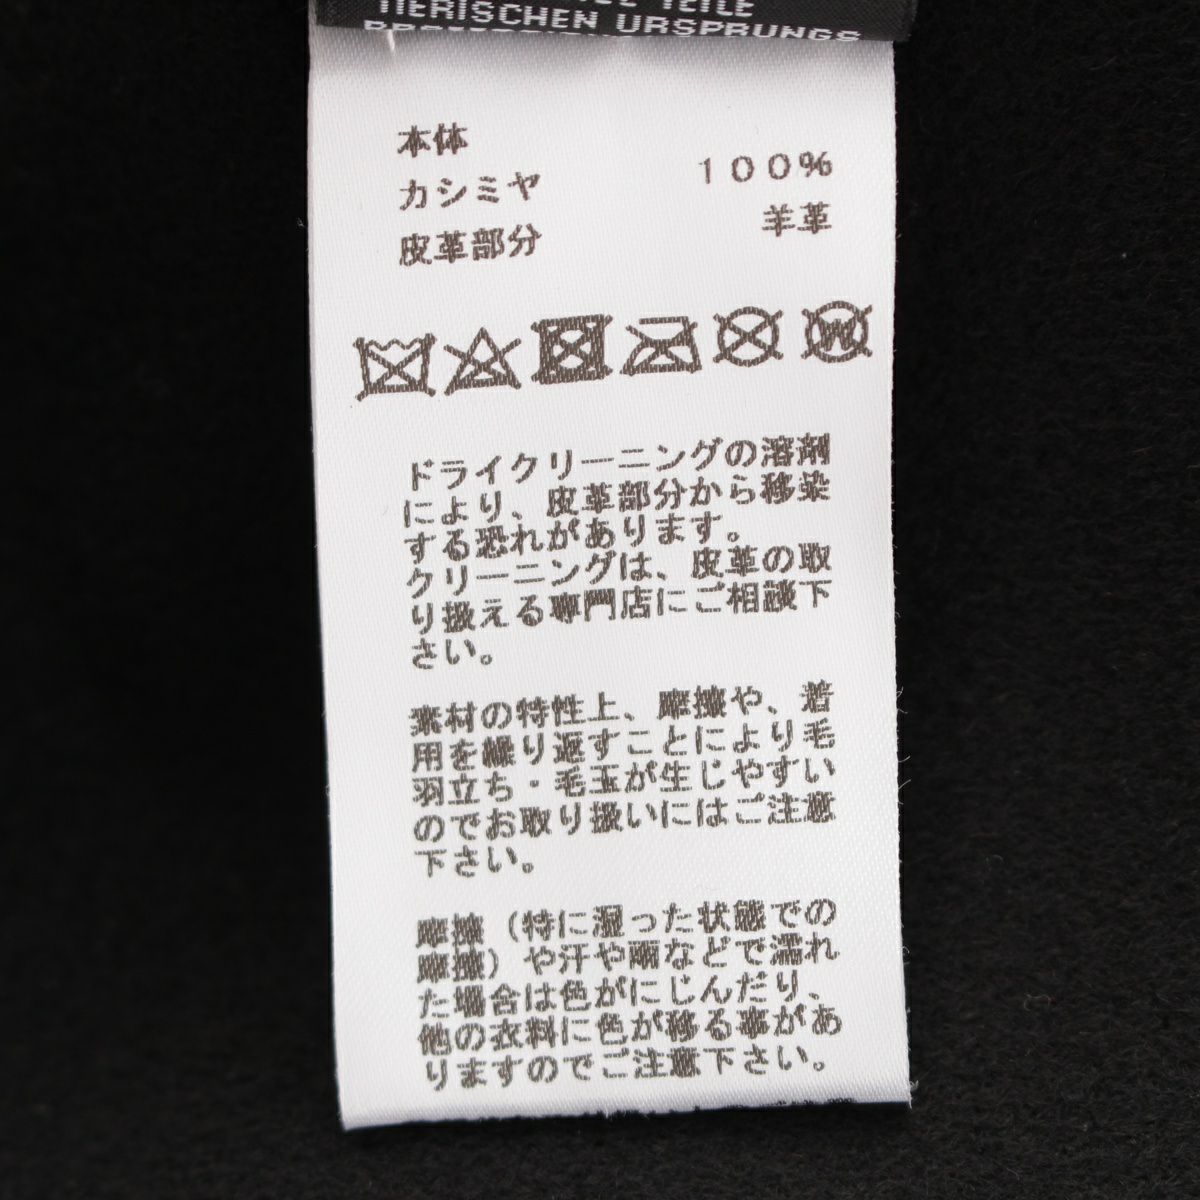 TIERISCHEN URSPRUNGS
本体
カシミヤ 100%
皮革部分 羊革
W
ドライクリーニングの溶剤
により、皮革部分から移染
する恐れがあります。
クリーニングは、皮革の取
り扱える専門店にご相談下
さい。
素材の特性上、摩擦や、着
用を繰り返すことにより毛
羽立ち・毛玉が生じやすい
のでお取り扱いにはご注意
下さい。
摩擦（特に湿った状態での
摩擦）や汗や雨などで濡れ
た場合は色がにじんだり、
他の衣料に色が移る事があ
りますのでご注意下さい。